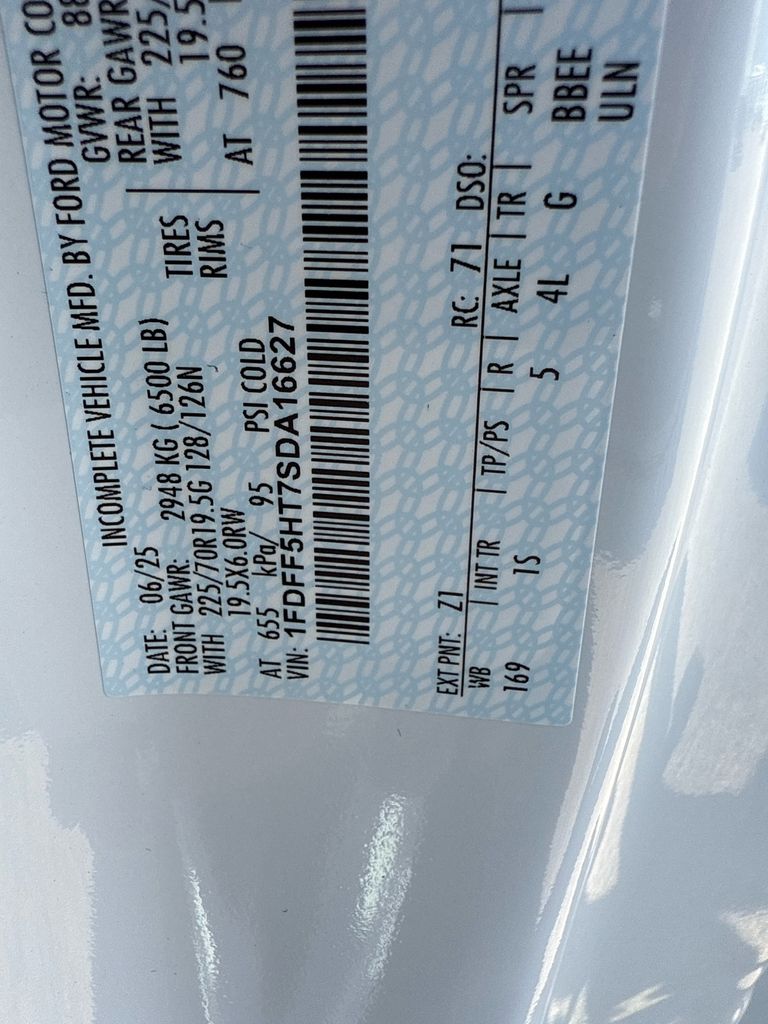 INCOMPLETE VEHICLE MFD. BY FORD MOTOR CO
DATE: 06/25 GVWR:
FRONT GAWR: 2948 KG ( 6500 LB) REAR GAWR
WITH 225/70R19.5G 128/126N TIRES WITH 225/
19.5X6.0RW RIMS 19.5
AT 655 kPa/ 95 PSI COLD AT 760
VIN: 1FDFF5HT7SDA16627
EXT PNT: Z1 RC: 71 DSO:
WB | INT TR | TP/PS | R | AXLE | TR | SPR |
169 1S 5 4L G BBEE
ULN